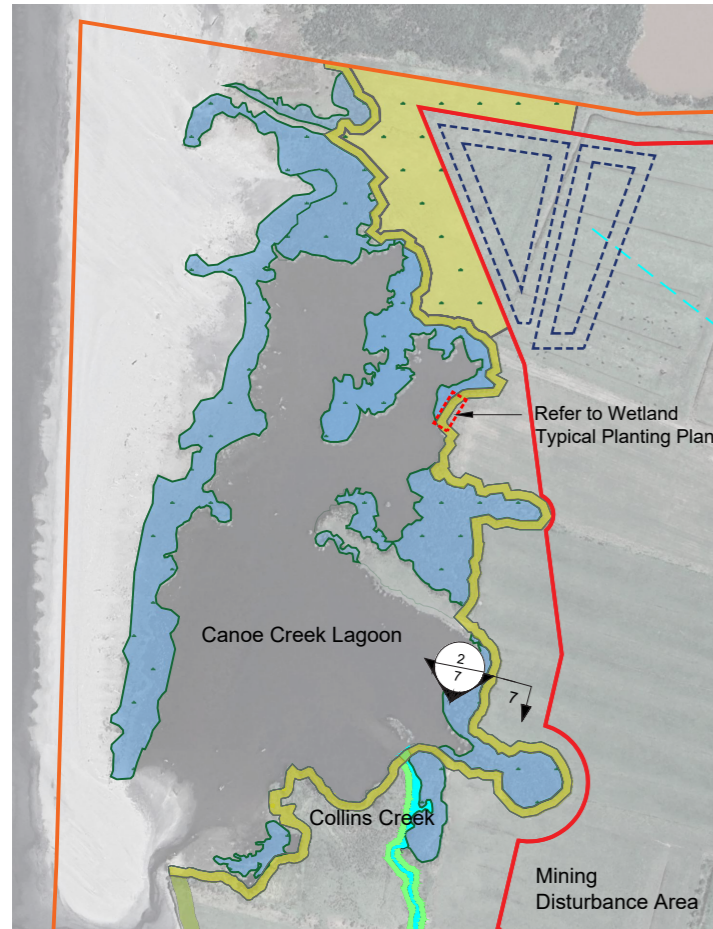 Refer to Wetland
Typical Planting Plan
Canoe Creek Lagoon
2
7
7
Collins Creek
Mining
Disturbance Area